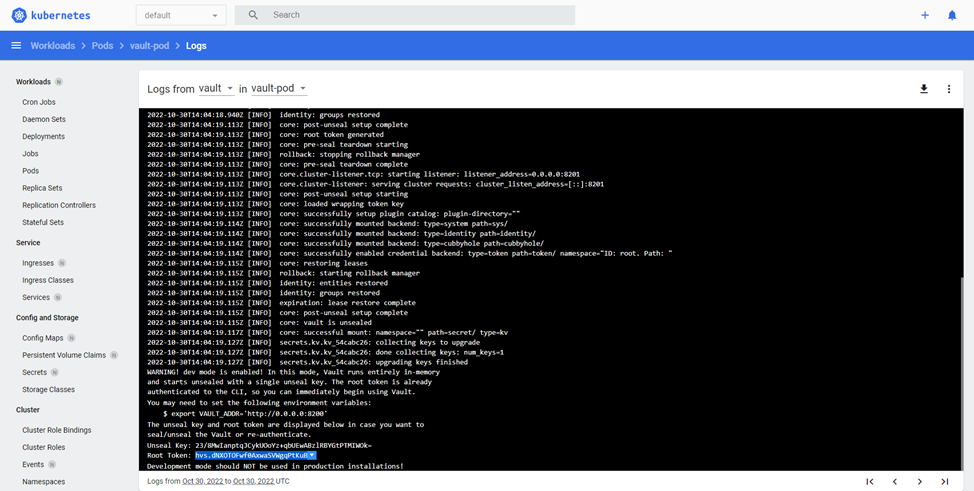 kubernetes
default
Search
Workloads > Pods > vault-pod > Logs
Workloads N
Cron Jobs
Daemon Sets
Deployments
Jobs
Pods
Replica Sets
Replication Controllers
Stateful Sets
Service
Ingresses N
Ingress Classes
Services N
Config and Storage
Config Maps N
Persistent Volume Claims N
Secrets N
Storage Classes
Cluster
Cluster Role Bindings
Cluster Roles
Events N
Namespaces
Logs from vault in vault-pod
2022-10-30T14:04:18.940Z [INFO]  identity: groups restored
2022-10-30T14:04:19.113Z [INFO]  core: post-unseal setup complete
2022-10-30T14:04:19.113Z [INFO]  core: root token generated
2022-10-30T14:04:19.113Z [INFO]  core: pre-seal teardown starting
2022-10-30T14:04:19.113Z [INFO]  rollback: stopping rollback manager
2022-10-30T14:04:19.113Z [INFO]  core: pre-seal teardown complete
2022-10-30T14:04:19.113Z [INFO]  core.cluster-listener.tcp: starting listener: listener_address=0.0.0.0:8201
2022-10-30T14:04:19.113Z [INFO]  core.cluster-listener: serving cluster requests: cluster_listen_address=[::]:8201
2022-10-30T14:04:19.113Z [INFO]  core: post-unseal setup starting
2022-10-30T14:04:19.113Z [INFO]  core: loaded wrapping token key
2022-10-30T14:04:19.113Z [INFO]  core: successfully setup plugin catalog: plugin-directory=""
2022-10-30T14:04:19.114Z [INFO]  core: successfully mounted backend: type=system path=sys/
2022-10-30T14:04:19.114Z [INFO]  core: successfully mounted backend: type=identity path=identity/
2022-10-30T14:04:19.114Z [INFO]  core: successfully mounted backend: type=cubbyhole path=cubbyhole/
2022-10-30T14:04:19.114Z [INFO]  core: successfully enabled credential backend: type=token path=token/ namespace="ID: root. Path: "
2022-10-30T14:04:19.115Z [INFO]  core: restoring leases
2022-10-30T14:04:19.115Z [INFO]  rollback: starting rollback manager
2022-10-30T14:04:19.115Z [INFO]  identity: entities restored
2022-10-30T14:04:19.115Z [INFO]  identity: groups restored
2022-10-30T14:04:19.115Z [INFO]  expiration: lease restore complete
2022-10-30T14:04:19.115Z [INFO]  core: post-unseal setup complete
2022-10-30T14:04:19.115Z [INFO]  core: vault is unsealed
2022-10-30T14:04:19.117Z [INFO]  core: successful mount: namespace="" path=secret/ type=kv
2022-10-30T14:04:19.127Z [INFO]  secrets.kv.kv_54cabc26: collecting keys to upgrade
2022-10-30T14:04:19.127Z [INFO]  secrets.kv.kv_54cabc26: done collecting keys: num_keys=1
2022-10-30T14:04:19.127Z [INFO]  secrets.kv.kv_54cabc26: upgrading keys finished
WARNING! dev mode is enabled! In this mode, Vault runs entirely in-memory
and starts unsealed with a single unseal key. The root token is already
authenticated to the CLI, so you can immediately begin using Vault.
You may need to set the following environment variables:
$ export VAULT_ADDR='http://0.0.0.0:8200'
The unseal key and root token are displayed below in case you want to
seal/unseal the Vault or re-authenticate.
Unseal Key: 23/8MwIanptqJCykUOoYz+qbUEwABzlRBYGtPTMIWOk=
Root Token: hvs.dNXOTOFwf0AxwaSVWgqPtKuB
Development mode should NOT be used in production installations!
Logs from Oct 30, 2022 to Oct 30, 2022 UTC